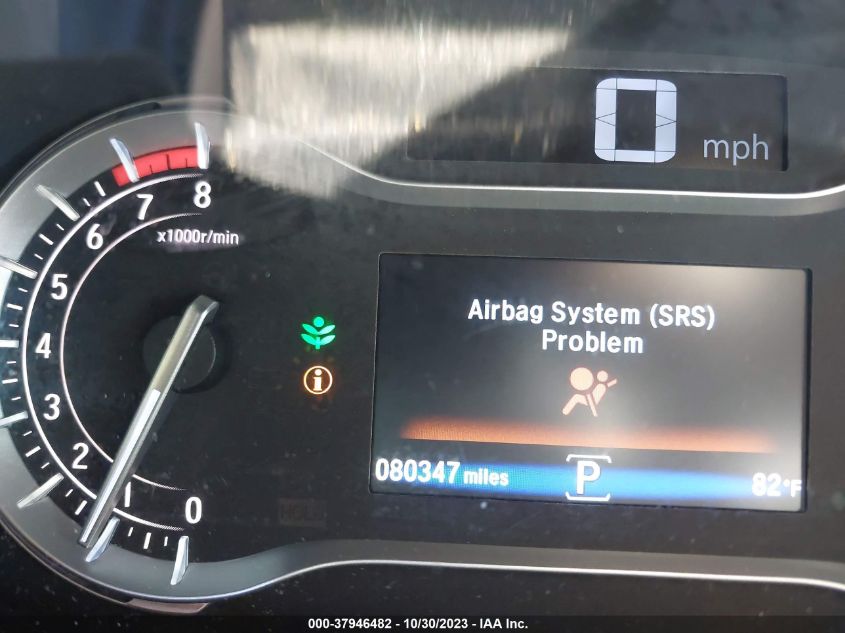 0 mph
8
7
6
x1000r/min
5
4
3
2
1
0
Airbag System (SRS)
Problem
080347 miles
P
82°F
000-37946482 - 10/30/2023 - IAA Inc.